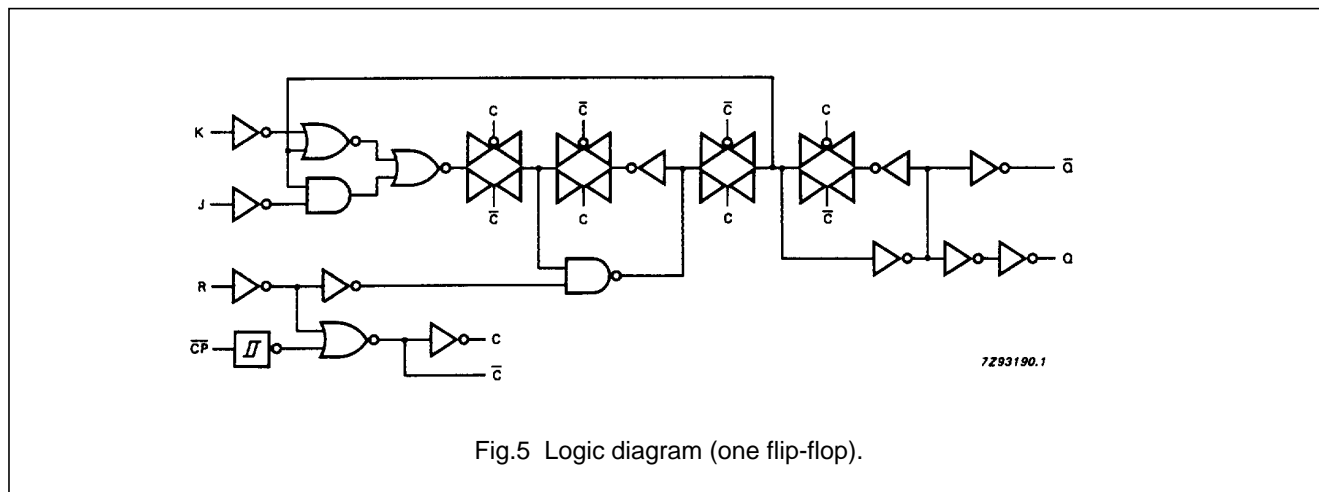 C C̅ C̅ C
K
J
Q̅
C̅ C C C̅
Q
R
C
C̅P̅
C̅
7Z93190.1
Fig.5 Logic diagram (one flip-flop).